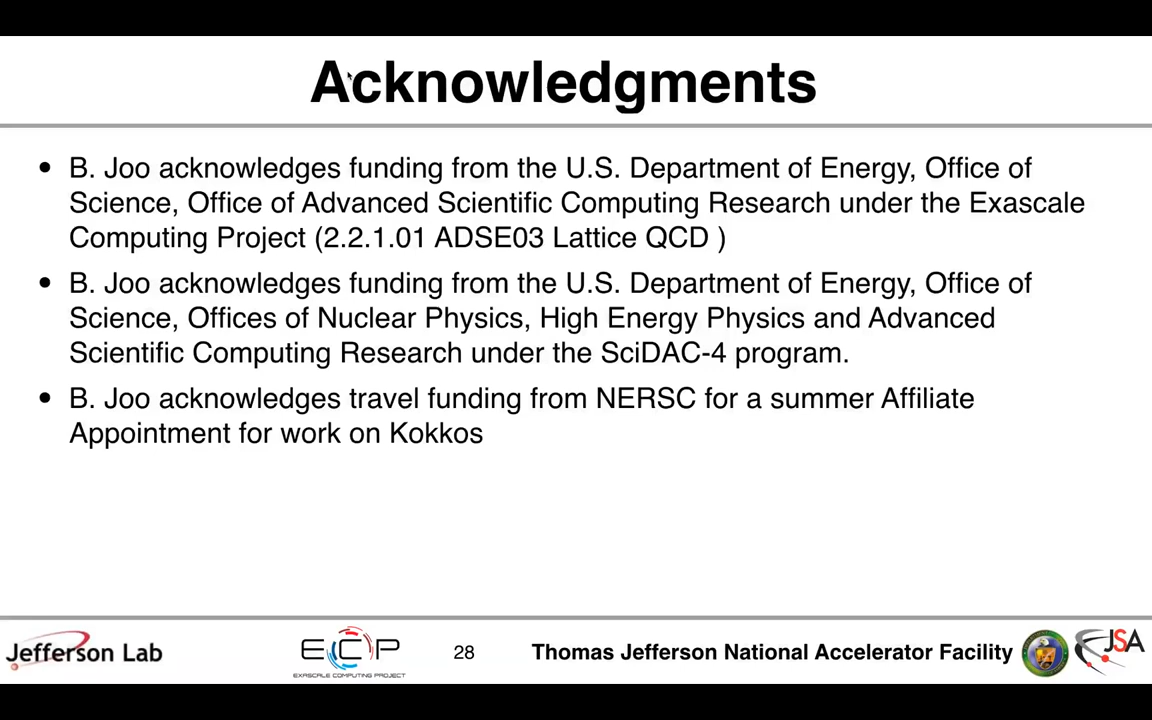 Acknowledgments
• B. Joo acknowledges funding from the U.S. Department of Energy, Office of
Science, Office of Advanced Scientific Computing Research under the Exascale
Computing Project (2.2.1.01 ADSE03 Lattice QCD )
• B. Joo acknowledges funding from the U.S. Department of Energy, Office of
Science, Offices of Nuclear Physics, High Energy Physics and Advanced
Scientific Computing Research under the SciDAC-4 program.
• B. Joo acknowledges travel funding from NERSC for a summer Affiliate
Appointment for work on Kokkos
Jefferson Lab
ECP
EXASCALE COMPUTING PROJECT
28
Thomas Jefferson National Accelerator Facility
JSA